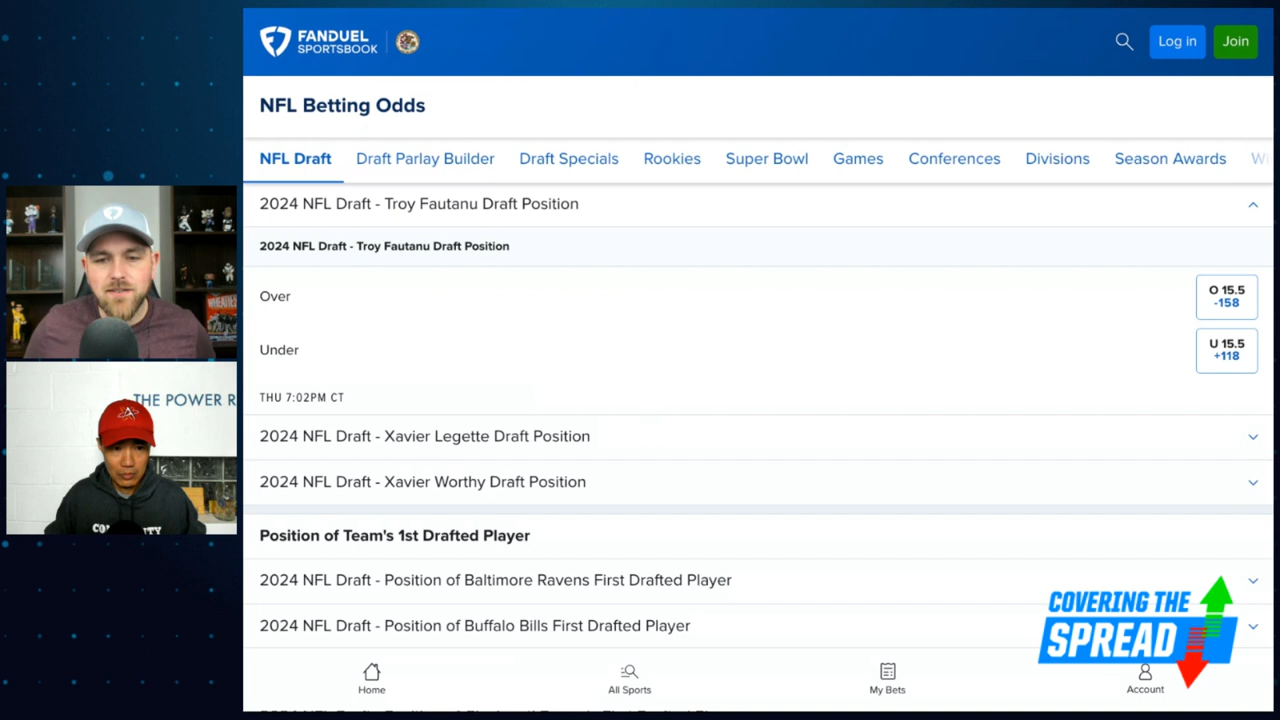 FANDUEL
SPORTSBOOK
Log in
Join
NFL Betting Odds
NFL Draft
Draft Parlay Builder
Draft Specials
Rookies
Super Bowl
Games
Conferences
Divisions
Season Awards
2024 NFL Draft - Troy Fautanu Draft Position
2024 NFL Draft - Troy Fautanu Draft Position
Over
O 15.5
-158
Under
U 15.5
+118
THU 7:02PM CT
2024 NFL Draft - Xavier Legette Draft Position
2024 NFL Draft - Xavier Worthy Draft Position
Position of Team's 1st Drafted Player
2024 NFL Draft - Position of Baltimore Ravens First Drafted Player
2024 NFL Draft - Position of Buffalo Bills First Drafted Player
Home
All Sports
My Bets
Account
COVERING THE
SPREAD
WHEATIES
THE POWER R